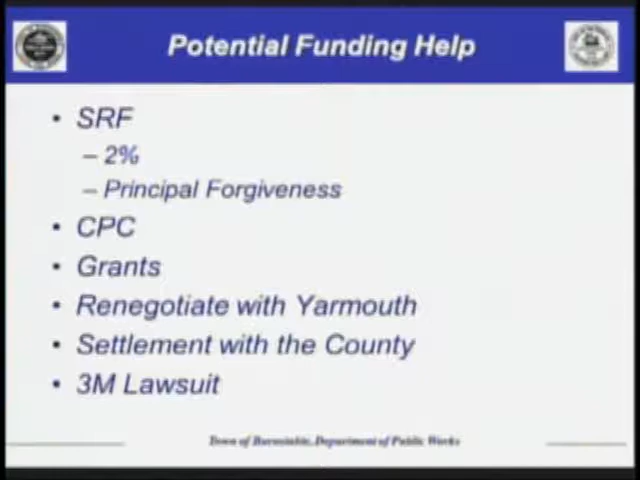 Potential Funding Help
• SRF
– 2%
– Principal Forgiveness
• CPC
• Grants
• Renegotiate with Yarmouth
• Settlement with the County
• 3M Lawsuit
Town of Barnstable, Department of Public Works